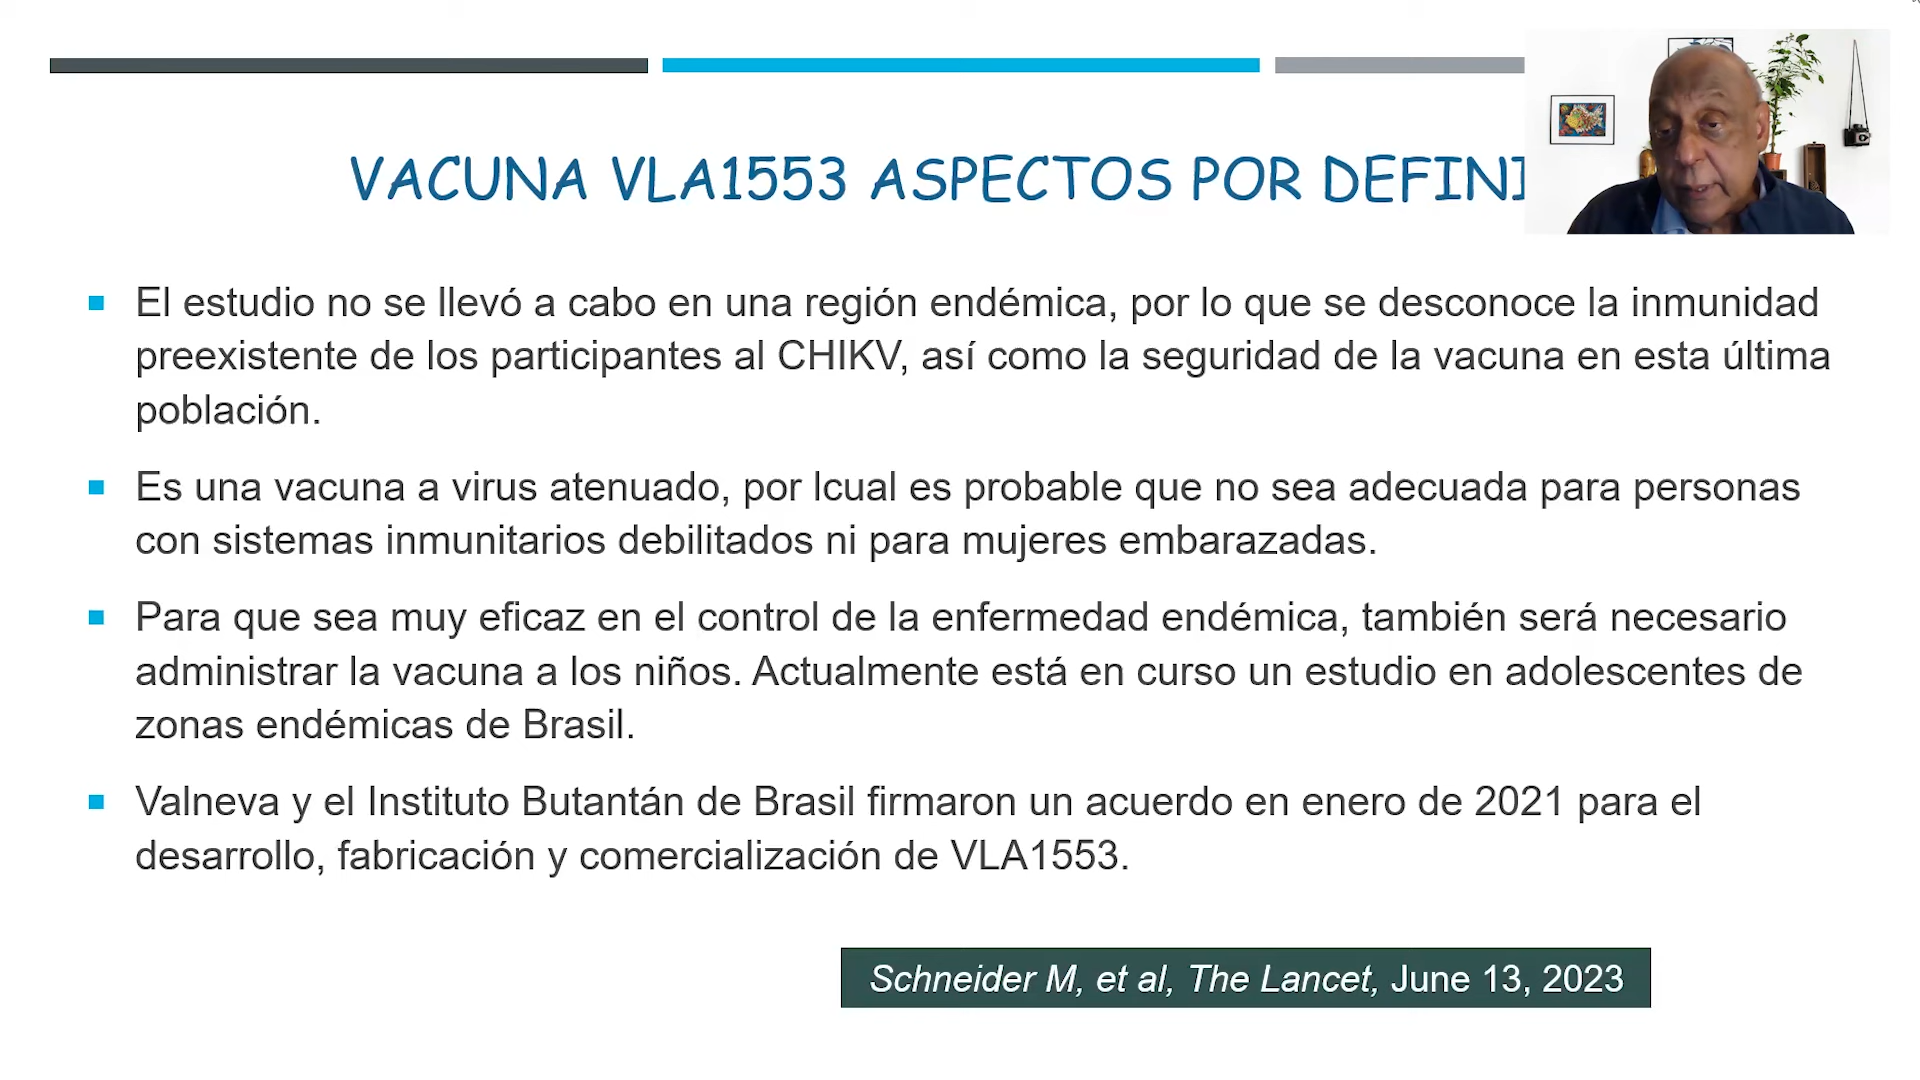 VACUNA VLA1553 ASPECTOS POR DEFINI
El estudio no se llevó a cabo en una región endémica, por lo que se desconoce la inmunidad
preexistente de los participantes al CHIKV, así como la seguridad de la vacuna en esta última
población.
Es una vacuna a virus atenuado, por lcual es probable que no sea adecuada para personas
con sistemas inmunitarios debilitados ni para mujeres embarazadas.
Para que sea muy eficaz en el control de la enfermedad endémica, también será necesario
administrar la vacuna a los niños. Actualmente está en curso un estudio en adolescentes de
zonas endémicas de Brasil.
Valneva y el Instituto Butantán de Brasil firmaron un acuerdo en enero de 2021 para el
desarrollo, fabricación y comercialización de VLA1553.
Schneider M, et al, The Lancet, June 13, 2023